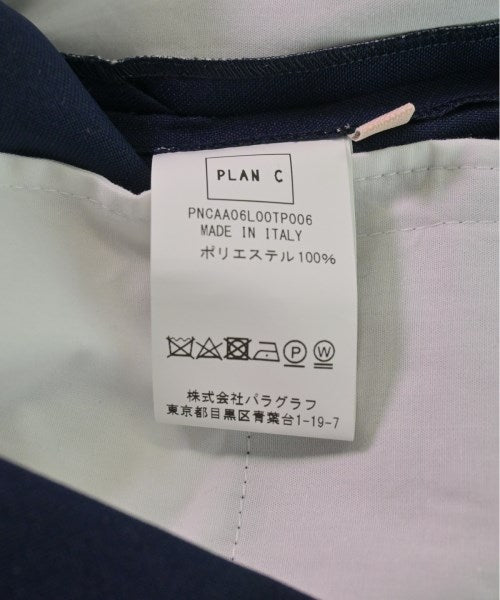 PLAN C
PNCAA06L00TP006
MADE IN ITALY
ポリエステル100%
P W
株式会社パラグラフ
東京都目黒区青葉台1-19-7